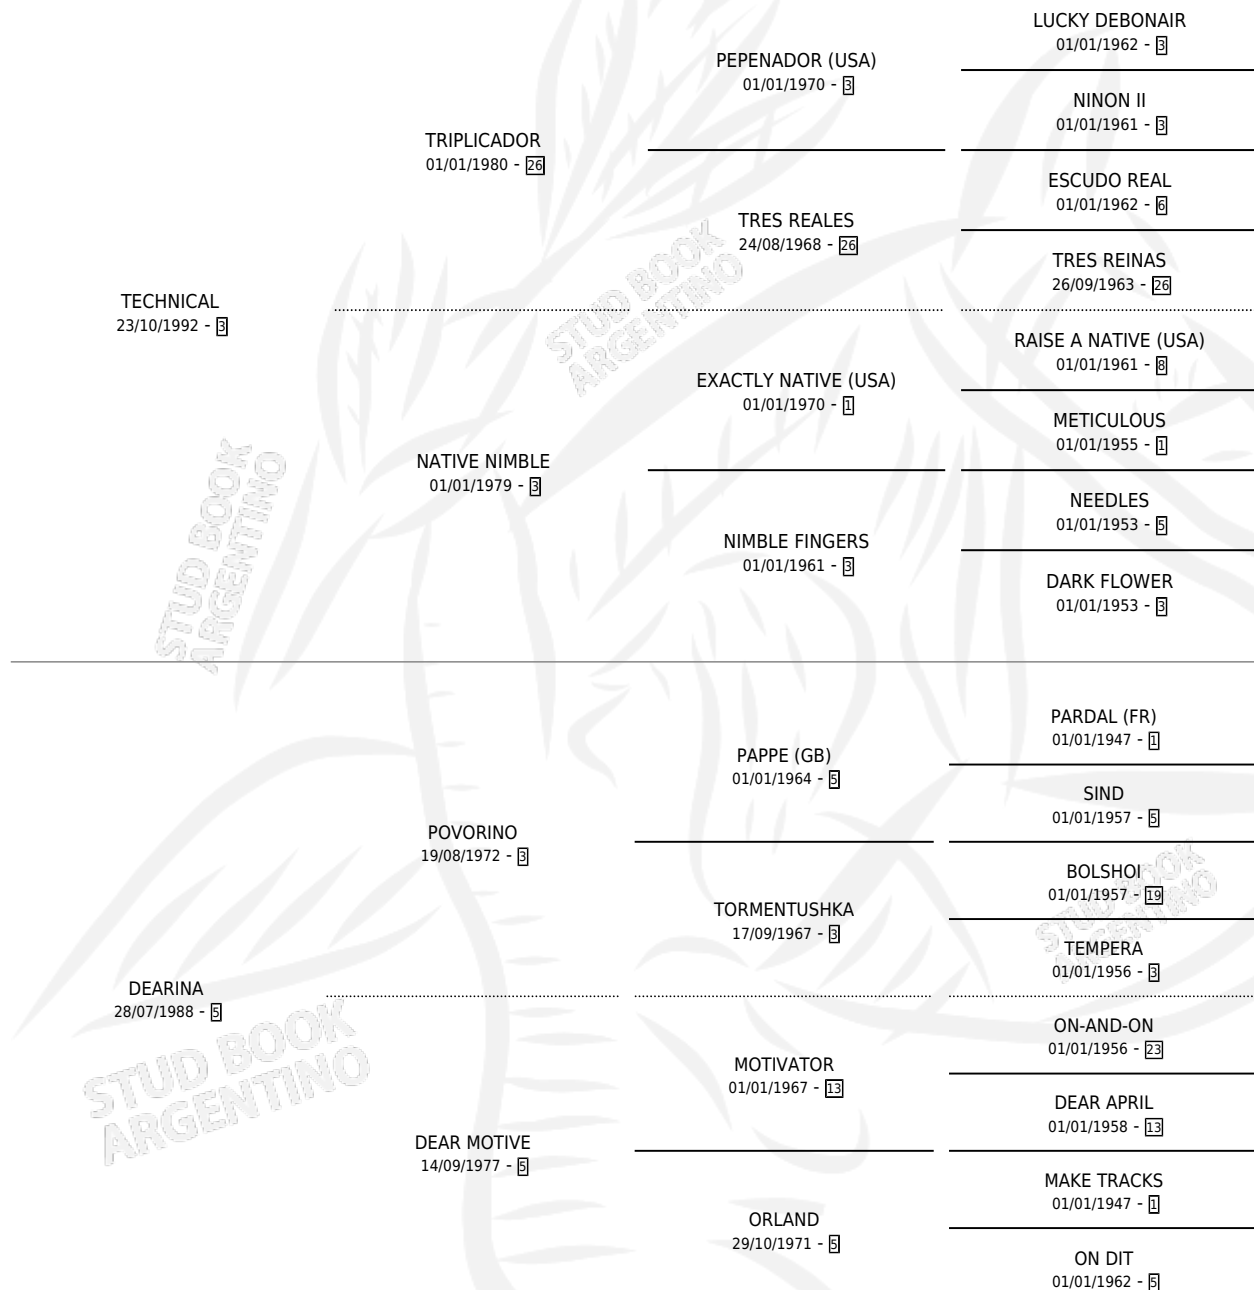 LUCKY DEBONAIR
01/01/1962 - 3
PEPENADOR (USA)
01/01/1970 - 3
NINON II
01/01/1961 - 3
TRIPLICADOR
01/01/1980 - 26
ESCUDO REAL
01/01/1962 - 6
TRES REALES
24/08/1968 - 26
TRES REINAS
26/09/1963 - 26
TECHNICAL
23/10/1992 - 3
RAISE A NATIVE (USA)
01/01/1961 - 8
EXACTLY NATIVE (USA)
01/01/1970 - 1
METICULOUS
01/01/1955 - 1
NATIVE NIMBLE
01/01/1979 - 3
NEEDLES
01/01/1953 - 5
NIMBLE FINGERS
01/01/1961 - 3
DARK FLOWER
01/01/1953 - 3
STUD BOOK
ARGENTINO
STUD BOOK
ARGENTINO
PARDAL (FR)
01/01/1947 - 1
PAPPE (GB)
01/01/1964 - 5
SIND
01/01/1957 - 5
POVORINO
19/08/1972 - 3
BOLSHOI
01/01/1957 - 19
TORMENTUSHKA
17/09/1967 - 3
TEMPERA
01/01/1956 - 3
DEARINA
28/07/1988 - 5
ON-AND-ON
01/01/1956 - 23
MOTIVATOR
01/01/1967 - 13
DEAR APRIL
01/01/1958 - 13
DEAR MOTIVE
14/09/1977 - 5
MAKE TRACKS
01/01/1947 - 1
ORLAND
29/10/1971 - 5
ON DIT
01/01/1962 - 5
STUD BOOK
ARGENTINO
STUD BOOK
ARGENTINO